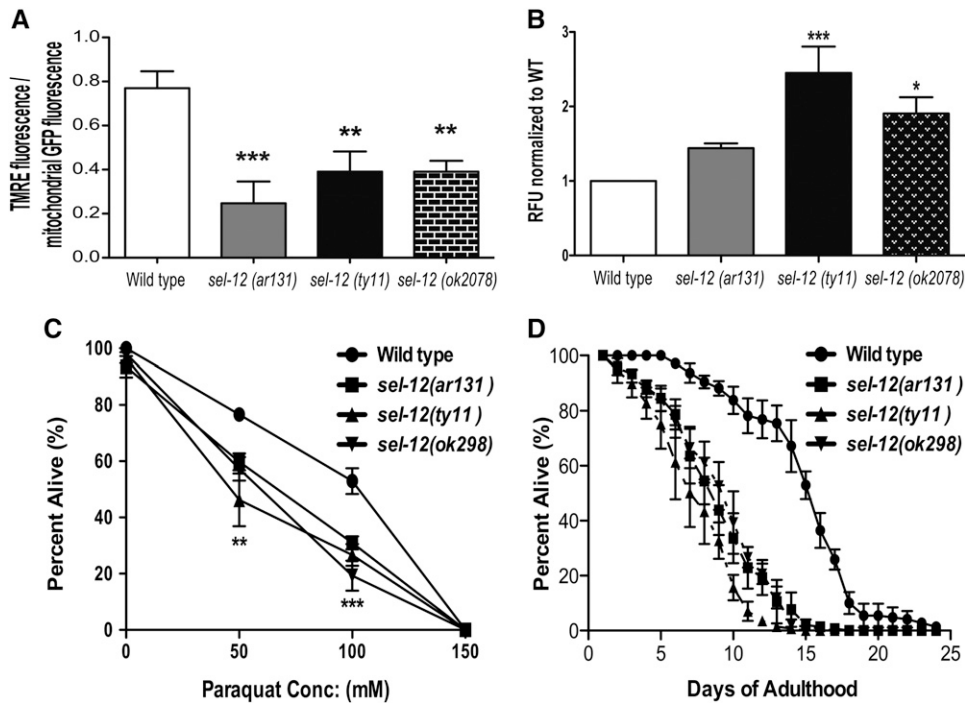 A
TMRE fluorescence /
mitochondrial GFP fluorescence
1.0
0.8
0.6
0.4
0.2
0.0
***
**
**
Wild type
sel-12 (ar131)
sel-12 (ty11)
sel-12 (ok2078)
B
RFU normalized to WT
3
2
1
0
***
*
Wild type
sel-12 (ar131)
sel-12 (ty11)
sel-12 (ok2078)
C
Percent Alive (%)
100
80
60
40
20
0
Wild type
sel-12(ar131)
sel-12(ty11)
sel-12(ok298)
**
***
0
50
100
150
Paraquat Conc: (mM)
D
Percent Alive (%)
100
80
60
40
20
0
Wild type
sel-12(ar131)
sel-12(ty11)
sel-12(ok298)
0
5
10
15
20
25
Days of Adulthood